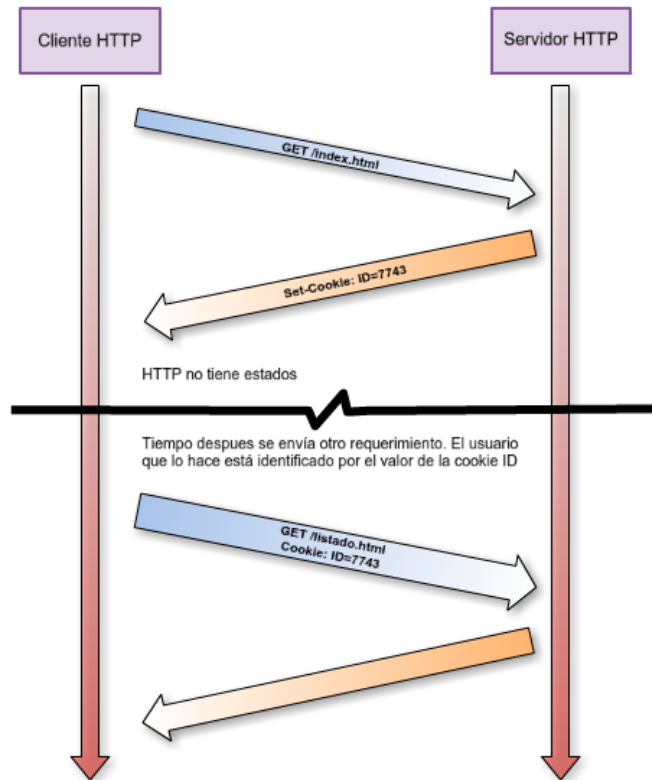 Cliente HTTP
Servidor HTTP
GET /index.html
Set-Cookie: ID=7743
HTTP no tiene estados
Tiempo despues se envía otro requerimiento. El usuario
que lo hace está identificado por el valor de la cookie ID
GET /listado.html
Cookie: ID=7743